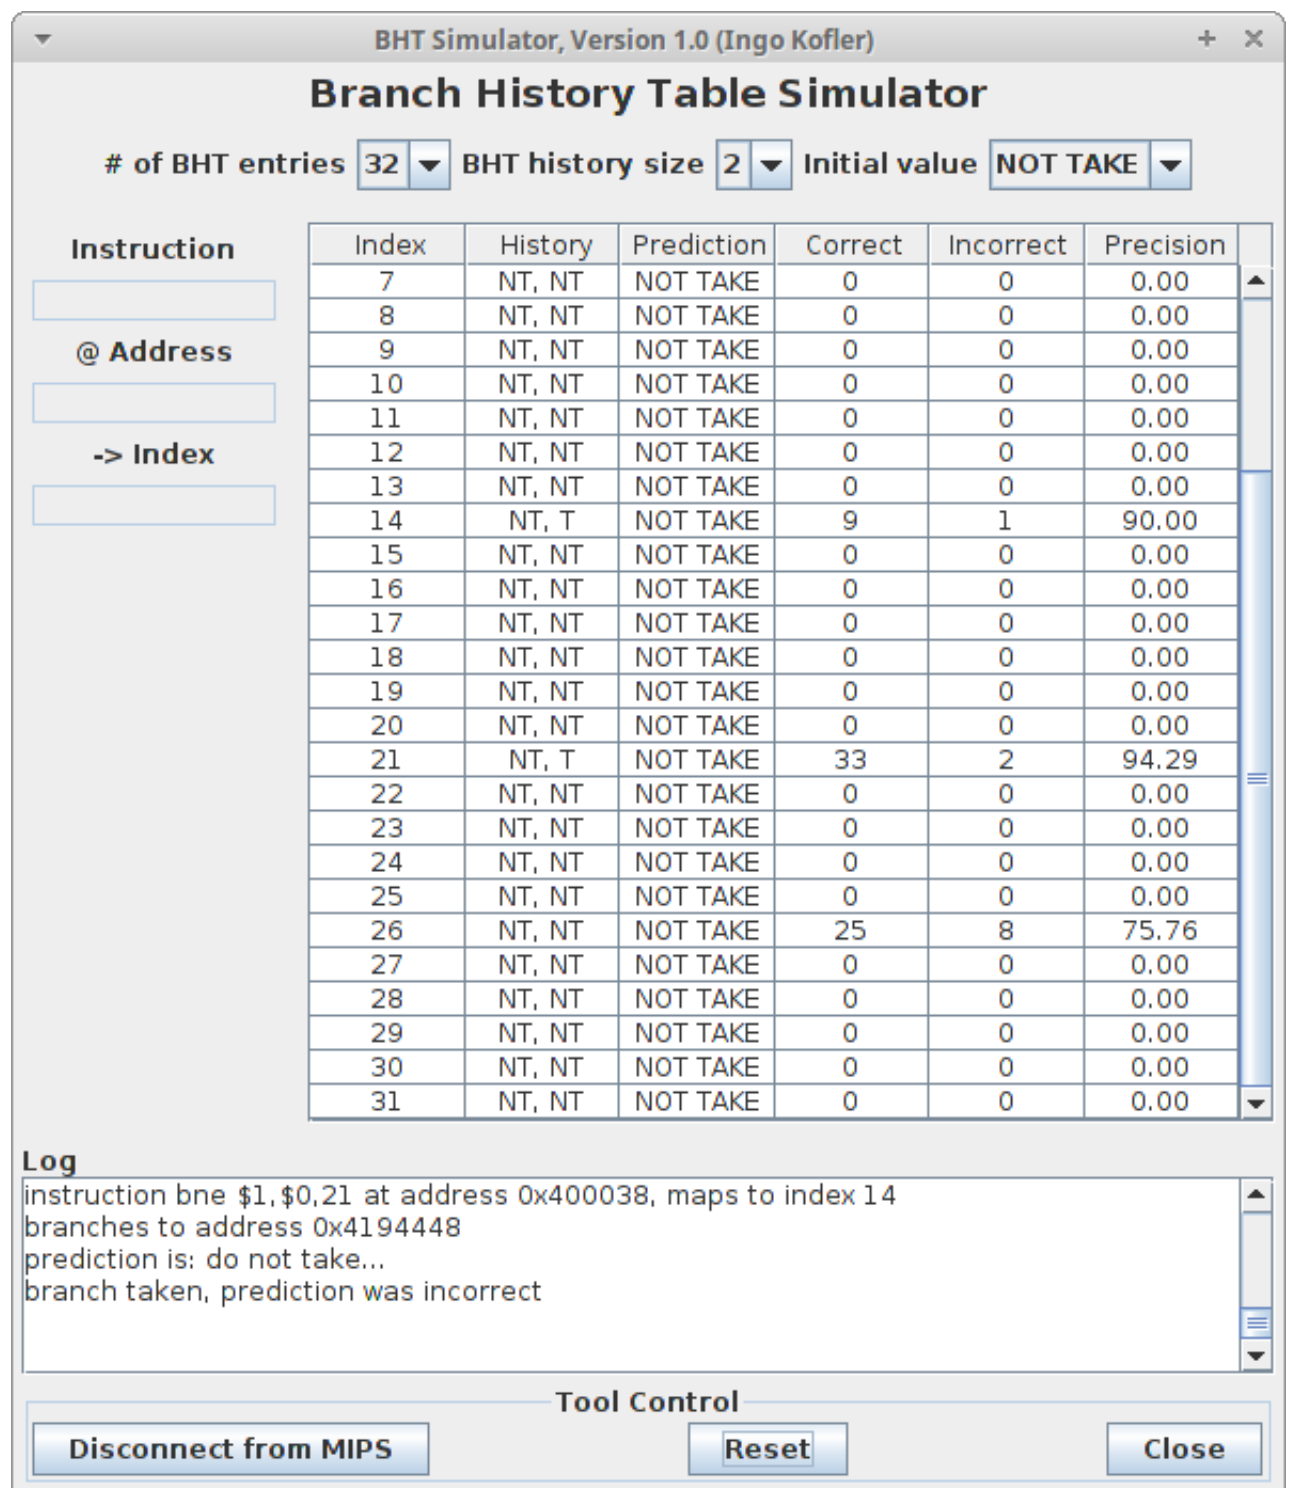 BHT Simulator, Version 1.0 (Ingo Kofler)
Branch History Table Simulator
# of BHT entries 32 BHT history size 2 Initial value NOT TAKE
Instruction
@ Address
-> Index
Index History Prediction Correct Incorrect Precision
7 NT, NT NOT TAKE 0 0 0.00
8 NT, NT NOT TAKE 0 0 0.00
9 NT, NT NOT TAKE 0 0 0.00
10 NT, NT NOT TAKE 0 0 0.00
11 NT, NT NOT TAKE 0 0 0.00
12 NT, NT NOT TAKE 0 0 0.00
13 NT, NT NOT TAKE 0 0 0.00
14 NT, T NOT TAKE 9 1 90.00
15 NT, NT NOT TAKE 0 0 0.00
16 NT, NT NOT TAKE 0 0 0.00
17 NT, NT NOT TAKE 0 0 0.00
18 NT, NT NOT TAKE 0 0 0.00
19 NT, NT NOT TAKE 0 0 0.00
20 NT, NT NOT TAKE 0 0 0.00
21 NT, T NOT TAKE 33 2 94.29
22 NT, NT NOT TAKE 0 0 0.00
23 NT, NT NOT TAKE 0 0 0.00
24 NT, NT NOT TAKE 0 0 0.00
25 NT, NT NOT TAKE 0 0 0.00
26 NT, NT NOT TAKE 25 8 75.76
27 NT, NT NOT TAKE 0 0 0.00
28 NT, NT NOT TAKE 0 0 0.00
29 NT, NT NOT TAKE 0 0 0.00
30 NT, NT NOT TAKE 0 0 0.00
31 NT, NT NOT TAKE 0 0 0.00
Log
instruction bne $1,$0,21 at address 0x400038, maps to index 14
branches to address 0x4194448
prediction is: do not take...
branch taken, prediction was incorrect
Tool Control
Disconnect from MIPS Reset Close